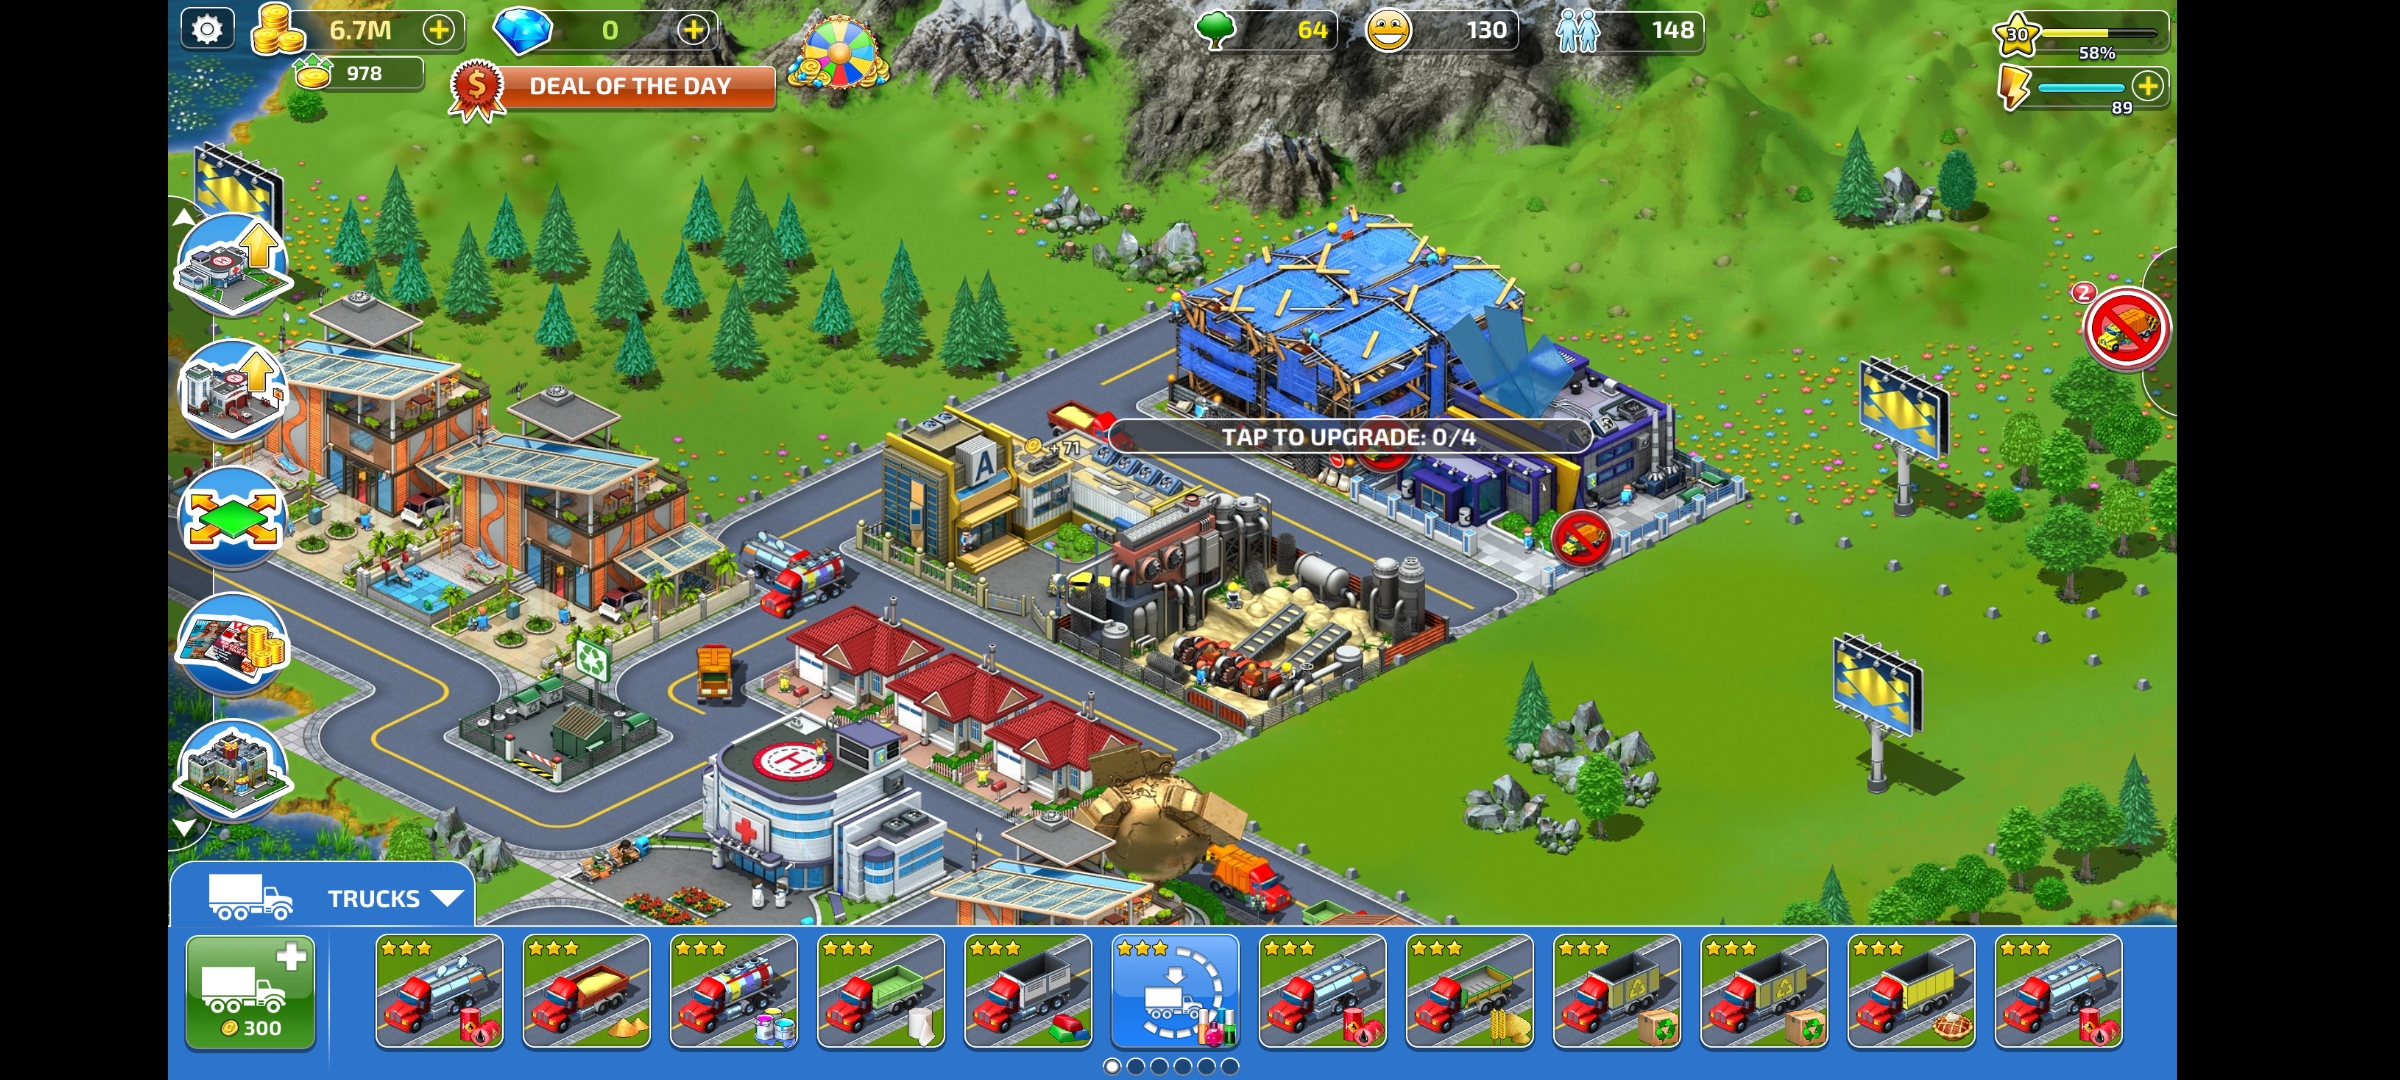 6.7M
0
64
130
148
30
58%
978
DEAL OF THE DAY
89
2
H
A
+71
TAP TO UPGRADE: 0/4
H
TRUCKS
300